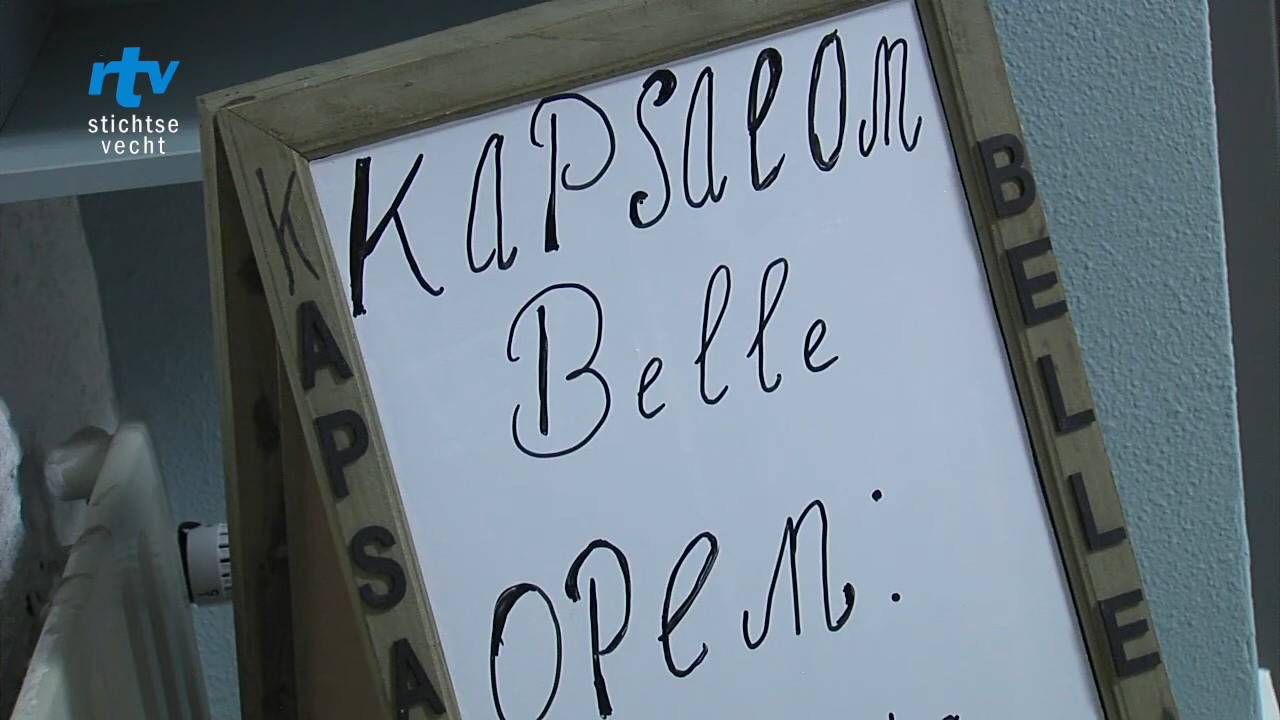 rtv
stichtse
vecht
KAPSALON
Belle
OPEN:
KAPSA
BELLE